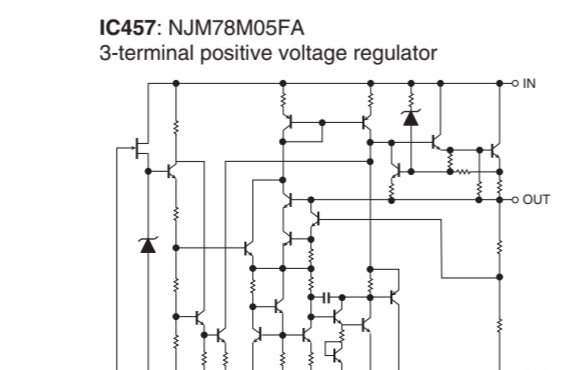 IC457: NJM78M05FA
3-terminal positive voltage regulator
IN
OUT